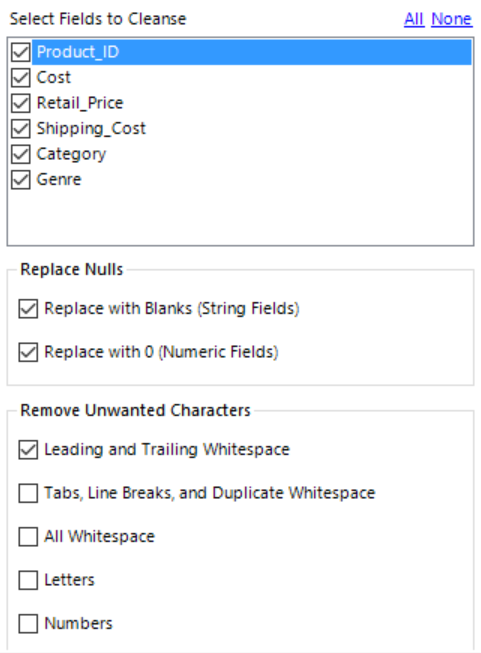 Select Fields to Cleanse All None
Product_ID
Cost
Retail_Price
Shipping_Cost
Category
Genre
Replace Nulls
Replace with Blanks (String Fields)
Replace with 0 (Numeric Fields)
Remove Unwanted Characters
Leading and Trailing Whitespace
Tabs, Line Breaks, and Duplicate Whitespace
All Whitespace
Letters
Numbers